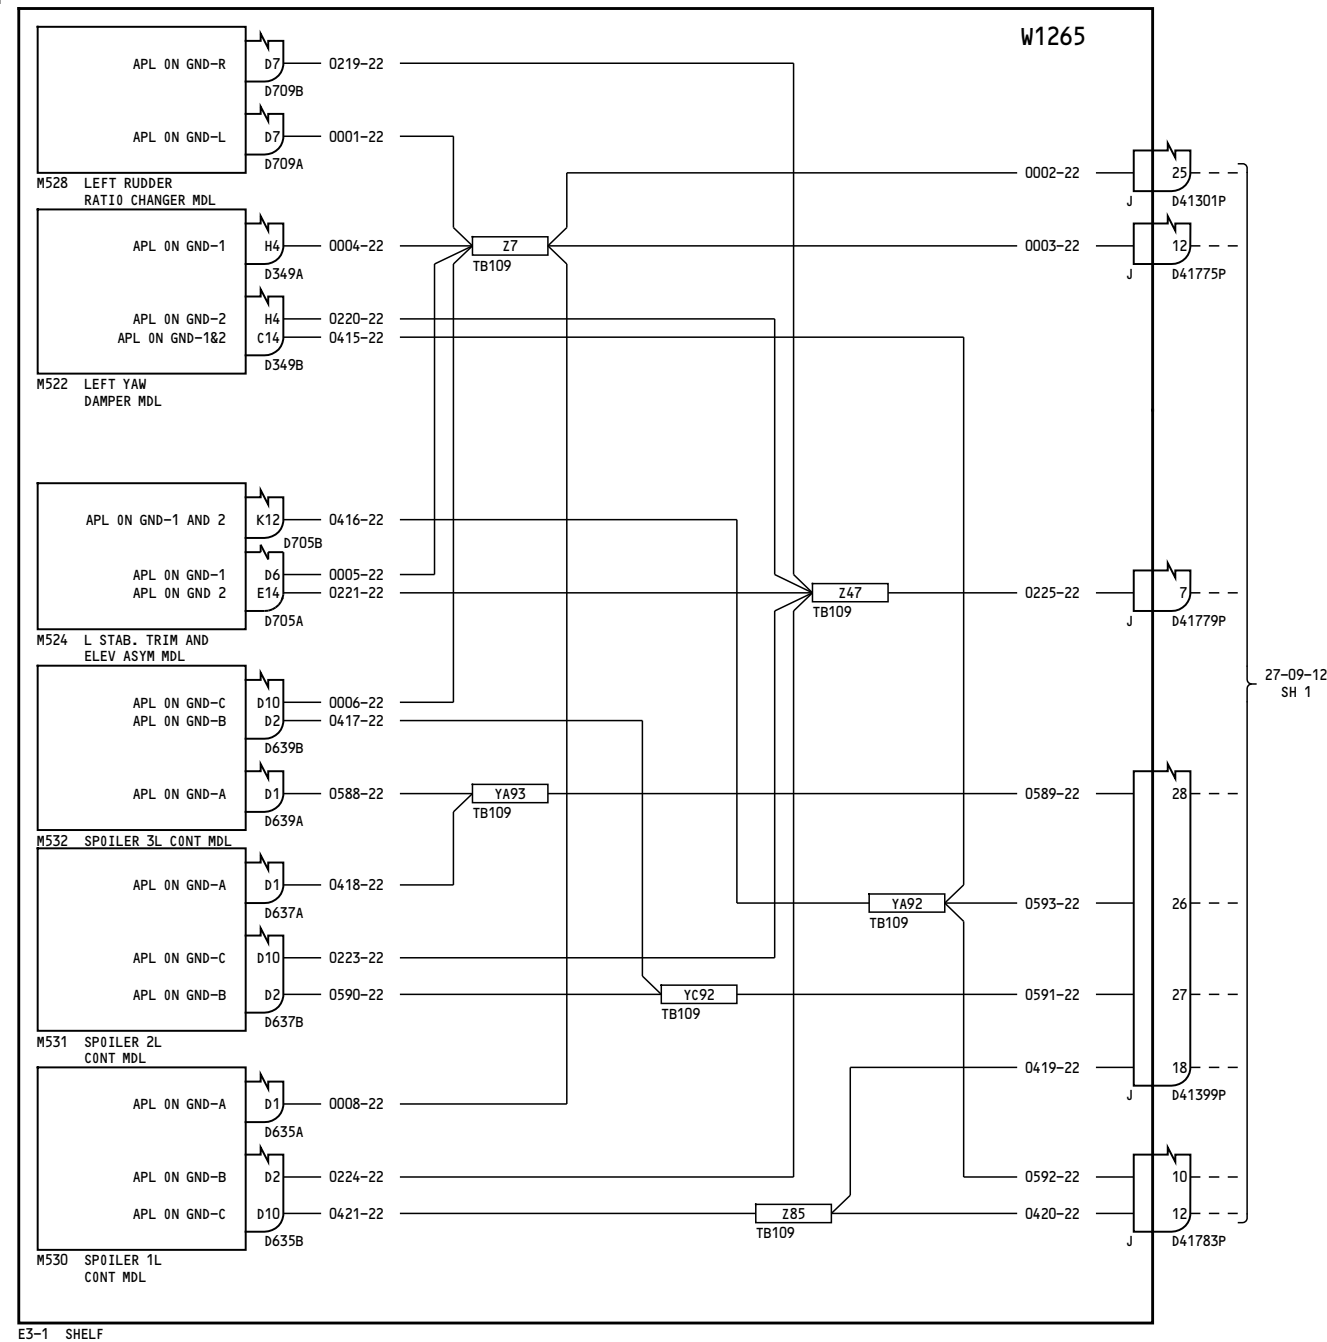 W1265
APL ON GND-R D7 0219-22
D709B
APL ON GND-L D7 0001-22
D709A
M528 LEFT RUDDER
RATIO CHANGER MDL
0002-22 25
J D41301P
APL ON GND-1 H4 0004-22 Z7 0003-22 12
TB109
D349A J D41775P
APL ON GND-2 H4 0220-22
APL ON GND-1&2 C14 0415-22
D349B
M522 LEFT YAW
DAMPER MDL
APL ON GND-1 AND 2 K12 0416-22
D705B
APL ON GND-1 D6 0005-22
APL ON GND 2 E14 0221-22 Z47 0225-22 7
TB109
D705A J D41779P
M524 L STAB. TRIM AND
ELEV ASYM MDL
27-09-12
SH 1
APL ON GND-C D10 0006-22
APL ON GND-B D2 0417-22
D639B
APL ON GND-A D1 0588-22 YA93 0589-22 28
TB109
D639A
M532 SPOILER 3L CONT MDL
APL ON GND-A D1 0418-22
D637A
YA92 0593-22 26
TB109
APL ON GND-C D10 0223-22
APL ON GND-B D2 0590-22 YC92 0591-22 27
TB109
D637B
M531 SPOILER 2L
CONT MDL
0419-22 18
J D41399P
APL ON GND-A D1 0008-22
D635A
APL ON GND-B D2 0224-22 0592-22 10
APL ON GND-C D10 0421-22 Z85 0420-22 12
TB109
D635B J D41783P
M530 SPOILER 1L
CONT MDL
E3-1 SHELF